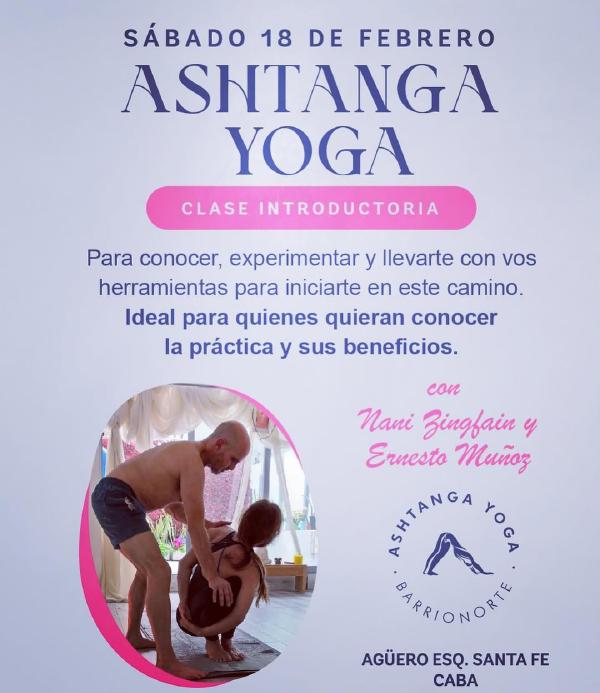 SÁBADO 18 DE FEBRERO
ASHTANGA
YOGA
CLASE INTRODUCTORIA
Para conocer, experimentar y llevarte con vos
herramientas para iniciarte en este camino.
Ideal para quienes quieran conocer
la práctica y sus beneficios.
con
Nani Zingfain y
Ernesto Muñoz
· ASHTANGA YOGA ·
BARRIONORTE
AGÜERO ESQ. SANTA FE
CABA